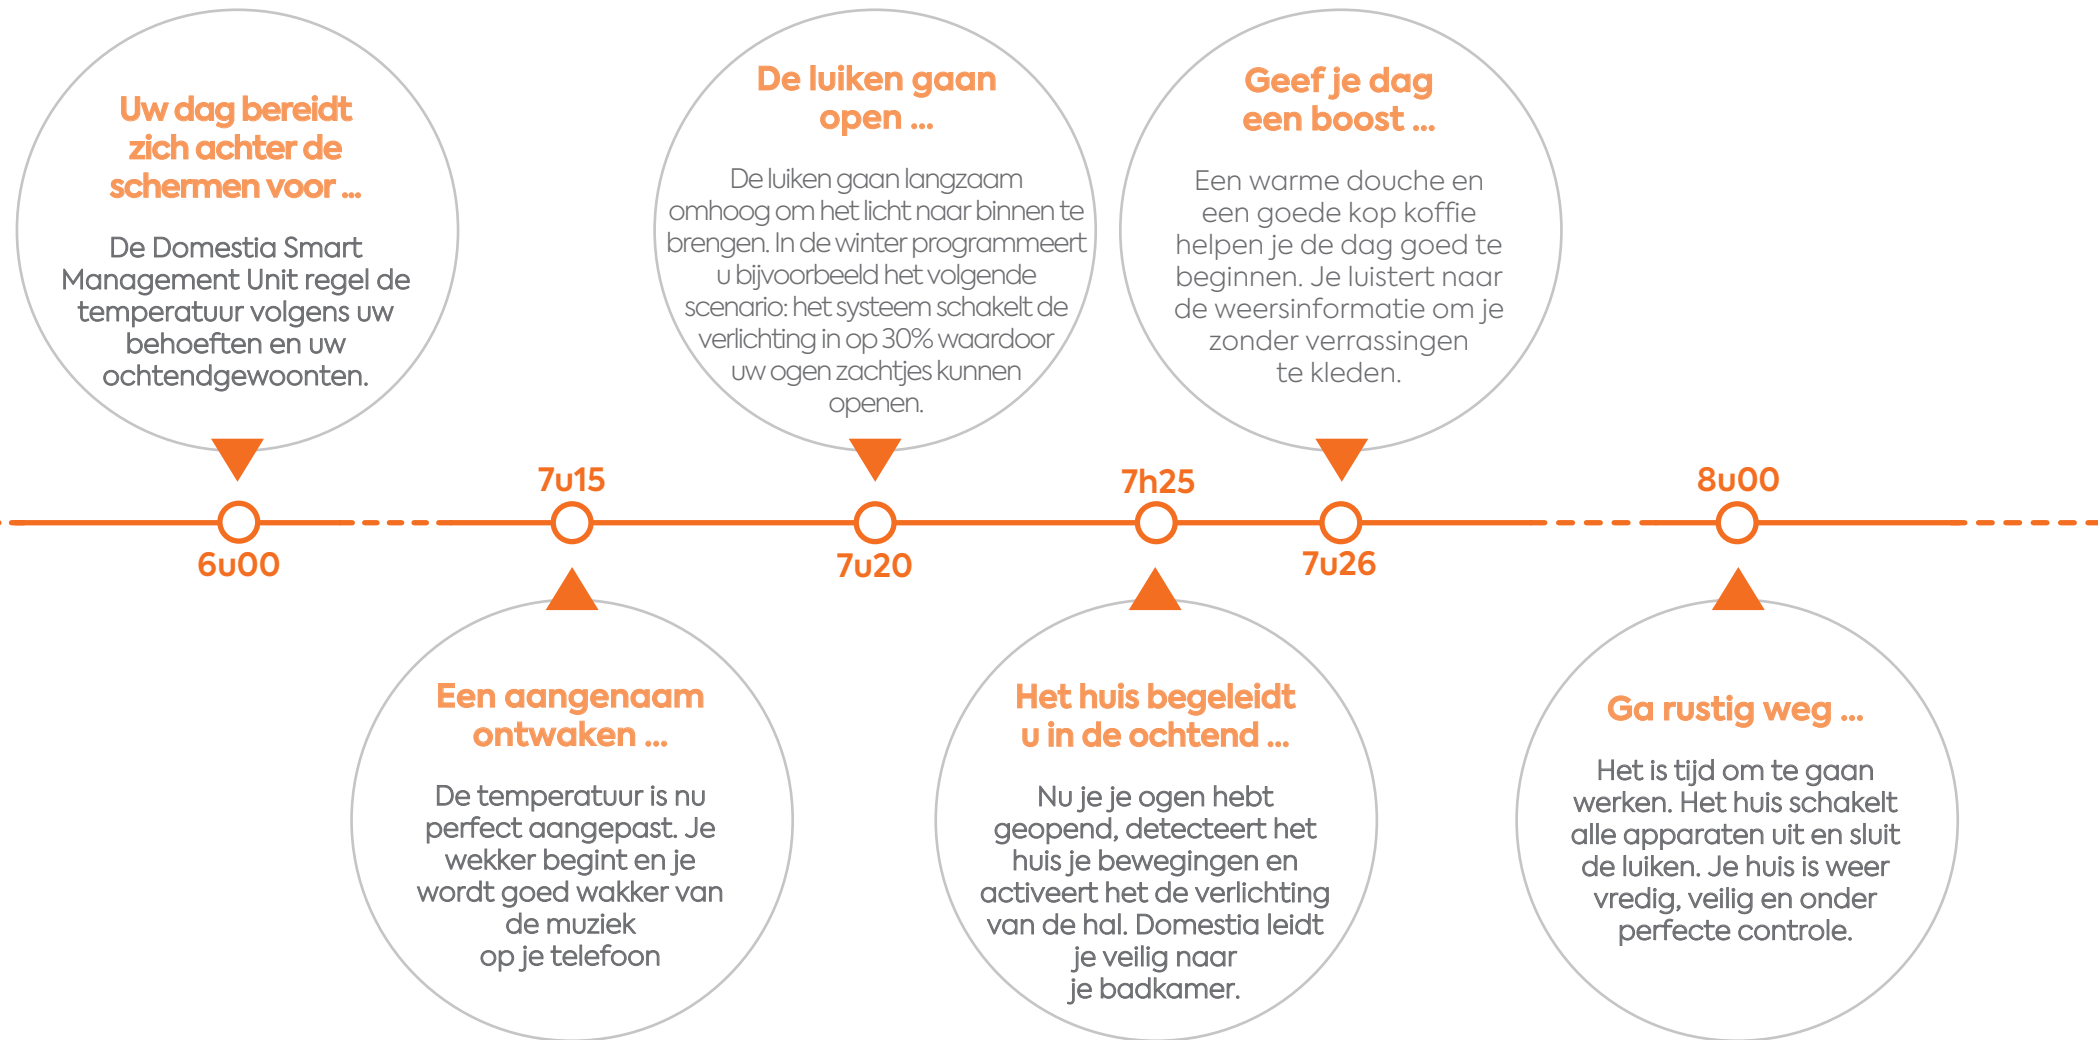 Uw dag bereidt
zich achter de
schermen voor ...
De Domestia Smart
Management Unit regel de
temperatuur volgens uw
behoeften en uw
ochtendgewoonten.
6u00
7u15
Een aangenaam
ontwaken ...
De temperatuur is nu
perfect aangepast. Je
wekker begint en je
wordt goed wakker van
de muziek
op je telefoon
De luiken gaan
open ...
De luiken gaan langzaam
omhoog om het licht naar binnen te
brengen. In de winter programmeert
u bijvoorbeeld het volgende
scenario: het systeem schakelt de
verlichting in op 30% waardoor
uw ogen zachtjes kunnen
openen.
7u20
7h25
Het huis begeleidt
u in de ochtend ...
Nu je je ogen hebt
geopend, detecteert het
huis je bewegingen en
activeert het de verlichting
van de hal. Domestia leidt
je veilig naar
je badkamer.
Geef je dag
een boost ...
Een warme douche en
een goede kop koffie
helpen je de dag goed te
beginnen. Je luistert naar
de weersinformatie om je
zonder verrassingen
te kleden.
7u26
8u00
Ga rustig weg ...
Het is tijd om te gaan
werken. Het huis schakelt
alle apparaten uit en sluit
de luiken. Je huis is weer
vredig, veilig en onder
perfecte controle.